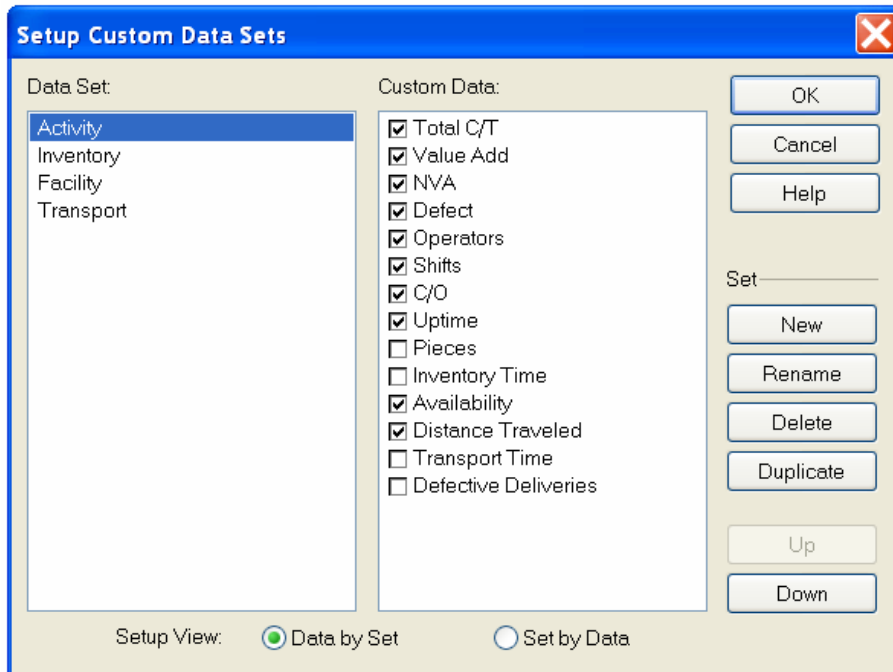 Setup Custom Data Sets
Data Set:
Activity
Inventory
Facility
Transport
Custom Data:
Total C/T
Value Add
NVA
Defect
Operators
Shifts
C/O
Uptime
Pieces
Inventory Time
Availability
Distance Traveled
Transport Time
Defective Deliveries
OK
Cancel
Help
Set
New
Rename
Delete
Duplicate
Up
Down
Setup View: Data by Set Set by Data